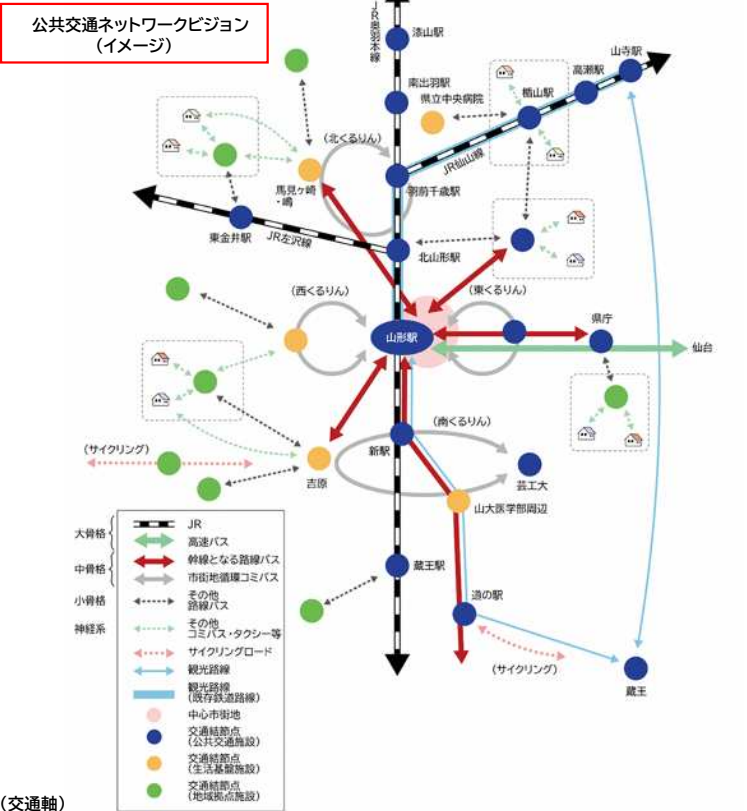 公共交通ネットワークビジョン
(イメージ)
JR奥羽本線
漆山駅
山寺駅
高瀬駅
南出羽駅
県立中央病院
楯山駅
(北くるりん)
JR仙山線
馬見ヶ崎
・嶋
羽前千歳駅
東金井駅
JR左沢線
北山形駅
(西くるりん)
(東くるりん)
県庁
山形駅
仙台
(南くるりん)
(サイクリング)
新駅
吉原
芸工大
山大医学部周辺
蔵王駅
道の駅
(サイクリング)
蔵王
大骨格
JR
高速バス
中骨格
幹線となる路線バス
市街地循環コミバス
小骨格
その他
路線バス
神経系
その他
コミバス・タクシー等
サイクリングロード
観光路線
観光路線
(既存鉄道路線)
中心市街地
交通結節点
(公共交通施設)
交通結節点
(生活基盤施設)
交通結節点
(地域拠点施設)
(交通軸)